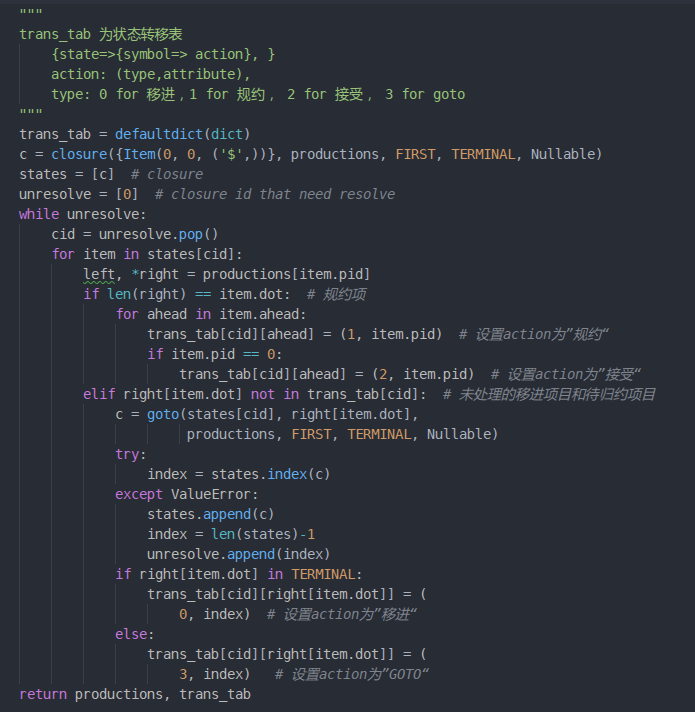 """
trans_tab 为状态转移表
    {state=>{symbol=> action}, }
    action: (type,attribute),
    type: 0 for 移进，1 for 规约， 2 for 接受， 3 for goto
"""
trans_tab = defaultdict(dict)
c = closure({Item(0, 0, ('$',))}, productions, FIRST, TERMINAL, Nullable)
states = [c]  # closure
unresolve = [0]  # closure id that need resolve
while unresolve:
    cid = unresolve.pop()
    for item in states[cid]:
        left, *right = productions[item.pid]
        if len(right) == item.dot:  # 规约项
            for ahead in item.ahead:
                trans_tab[cid][ahead] = (1, item.pid)  # 设置action为”规约“
                if item.pid == 0:
                    trans_tab[cid][ahead] = (2, item.pid)  # 设置action为”接受“
        elif right[item.dot] not in trans_tab[cid]:  # 未处理的移进项目和待归约项目
            c = goto(states[cid], right[item.dot],
                     productions, FIRST, TERMINAL, Nullable)
            try:
                index = states.index(c)
            except ValueError:
                states.append(c)
                index = len(states)-1
                unresolve.append(index)
            if right[item.dot] in TERMINAL:
                trans_tab[cid][right[item.dot]] = (
                    0, index)  # 设置action为”移进“
            else:
                trans_tab[cid][right[item.dot]] = (
                    3, index)   # 设置action为”GOTO“
return productions, trans_tab